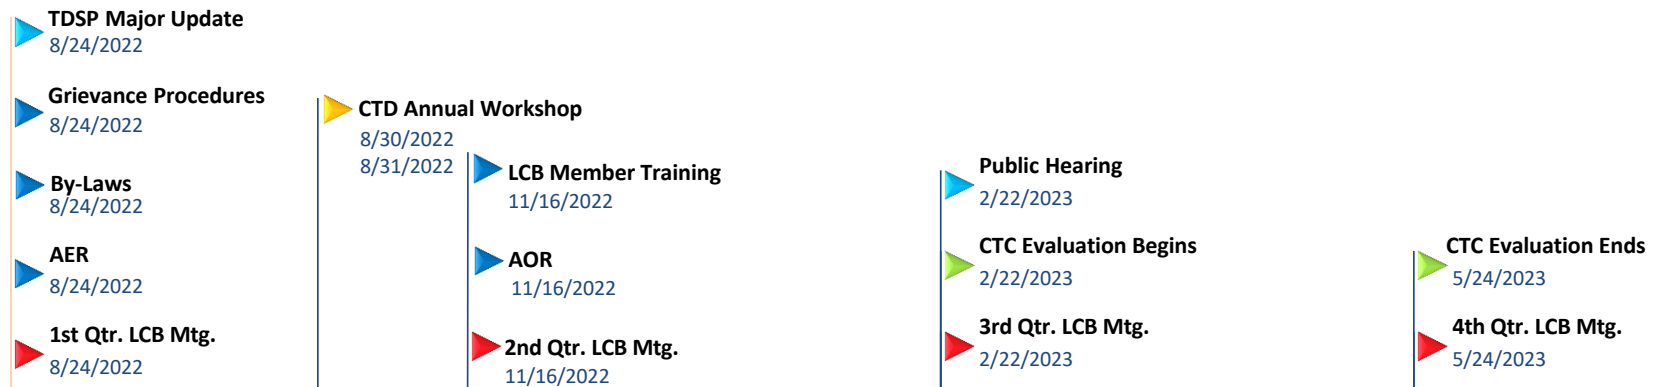 TDSP Major Update
8/24/2022
Grievance Procedures
8/24/2022
By-Laws
8/24/2022
AER
8/24/2022
1st Qtr. LCB Mtg.
8/24/2022
CTD Annual Workshop
8/30/2022
8/31/2022
LCB Member Training
11/16/2022
AOR
11/16/2022
2nd Qtr. LCB Mtg.
11/16/2022
Public Hearing
2/22/2023
CTC Evaluation Begins
2/22/2023
3rd Qtr. LCB Mtg.
2/22/2023
CTC Evaluation Ends
5/24/2023
4th Qtr. LCB Mtg.
5/24/2023